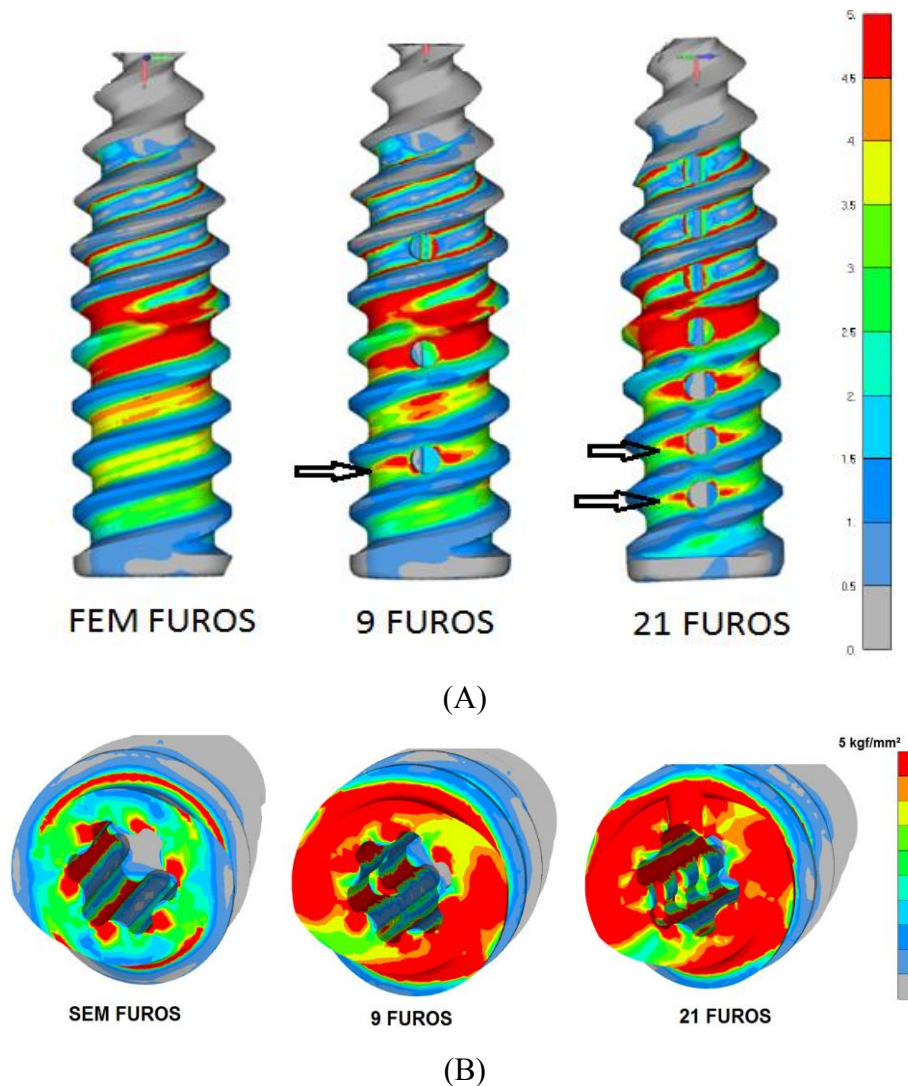 5.
4.5
4.
3.5
3.
2.5
2.
1.5
1.
0.5
0.
FEM FUROS
9 FUROS
21 FUROS
(A)
5 kgf/mm²
SEM FUROS
9 FUROS
21 FUROS
(B)